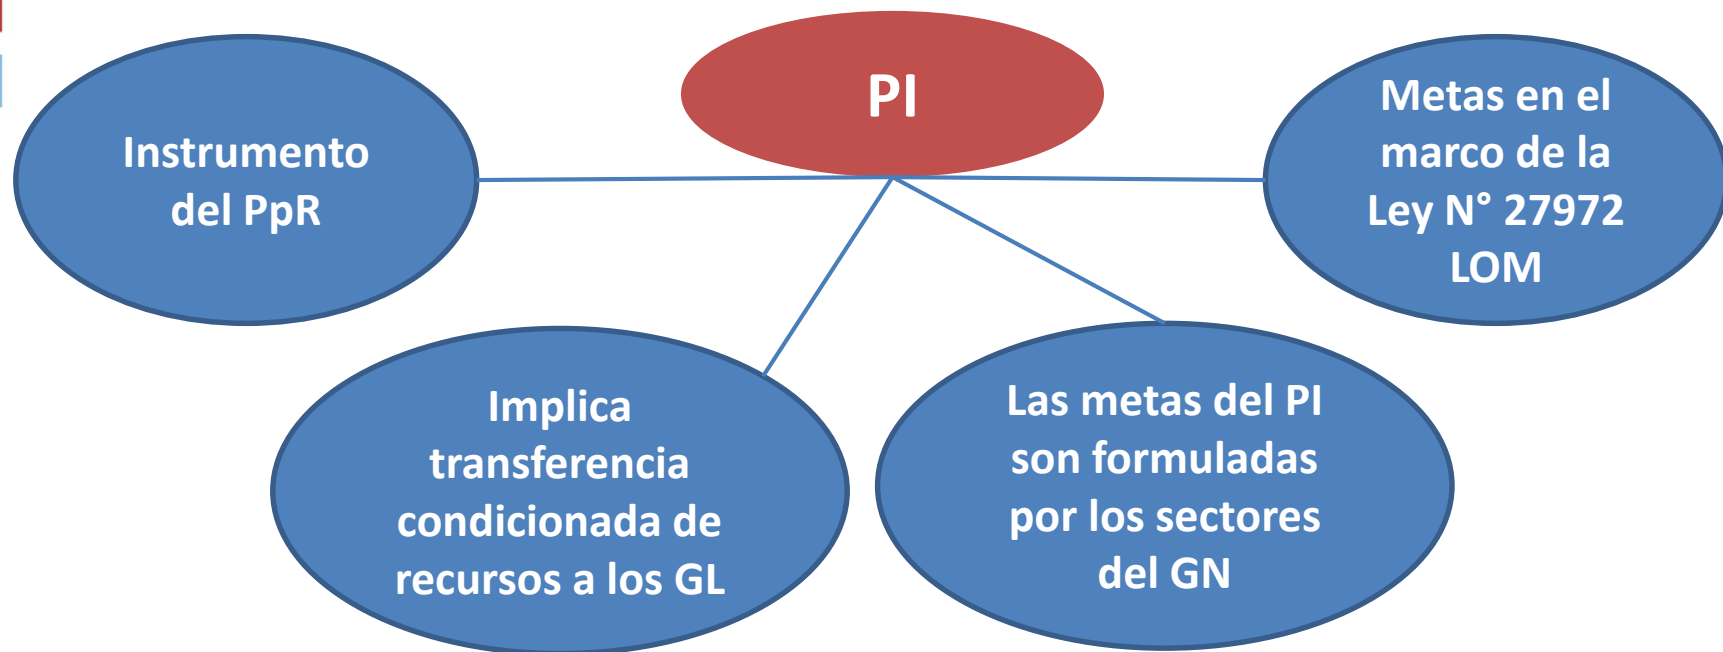 PI
Instrumento
del PpR
Metas en el
marco de la
Ley N° 27972
LOM
Implica
transferencia
condicionada de
recursos a los GL
Las metas del PI
son formuladas
por los sectores
del GN